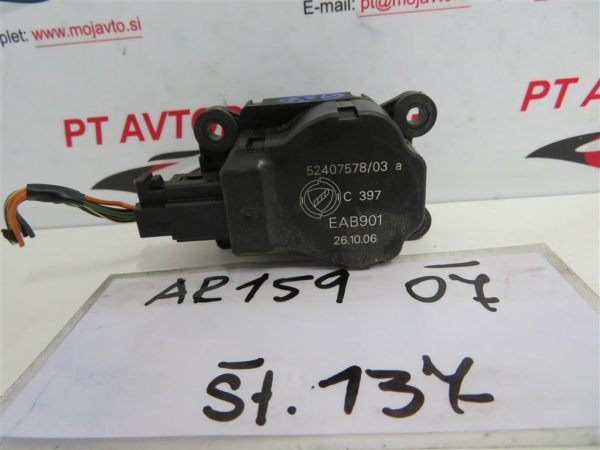 plet: www.mojavto.si
E-mail: pt@mojavto.si
PT AVTO
PT AVT
52407578/03 a
C 397
EAB901
26.10.06
AR159 07
Št. 137